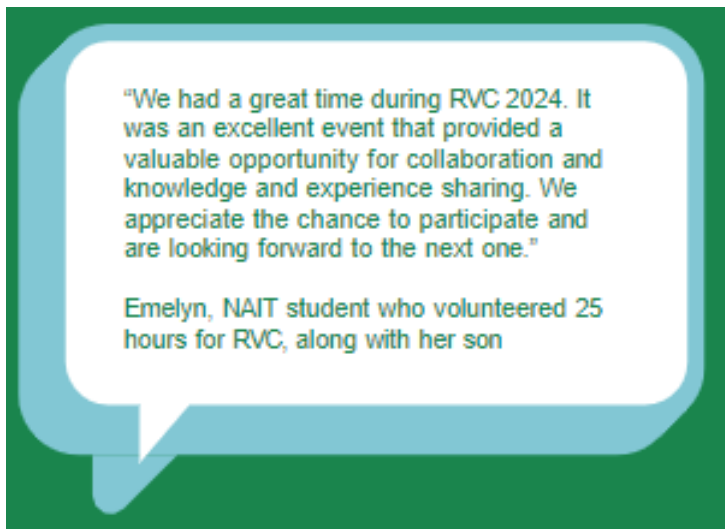 “We had a great time during RVC 2024. It
was an excellent event that provided a
valuable opportunity for collaboration and
knowledge and experience sharing. We
appreciate the chance to participate and
are looking forward to the next one.”
Emelyn, NAIT student who volunteered 25
hours for RVC, along with her son